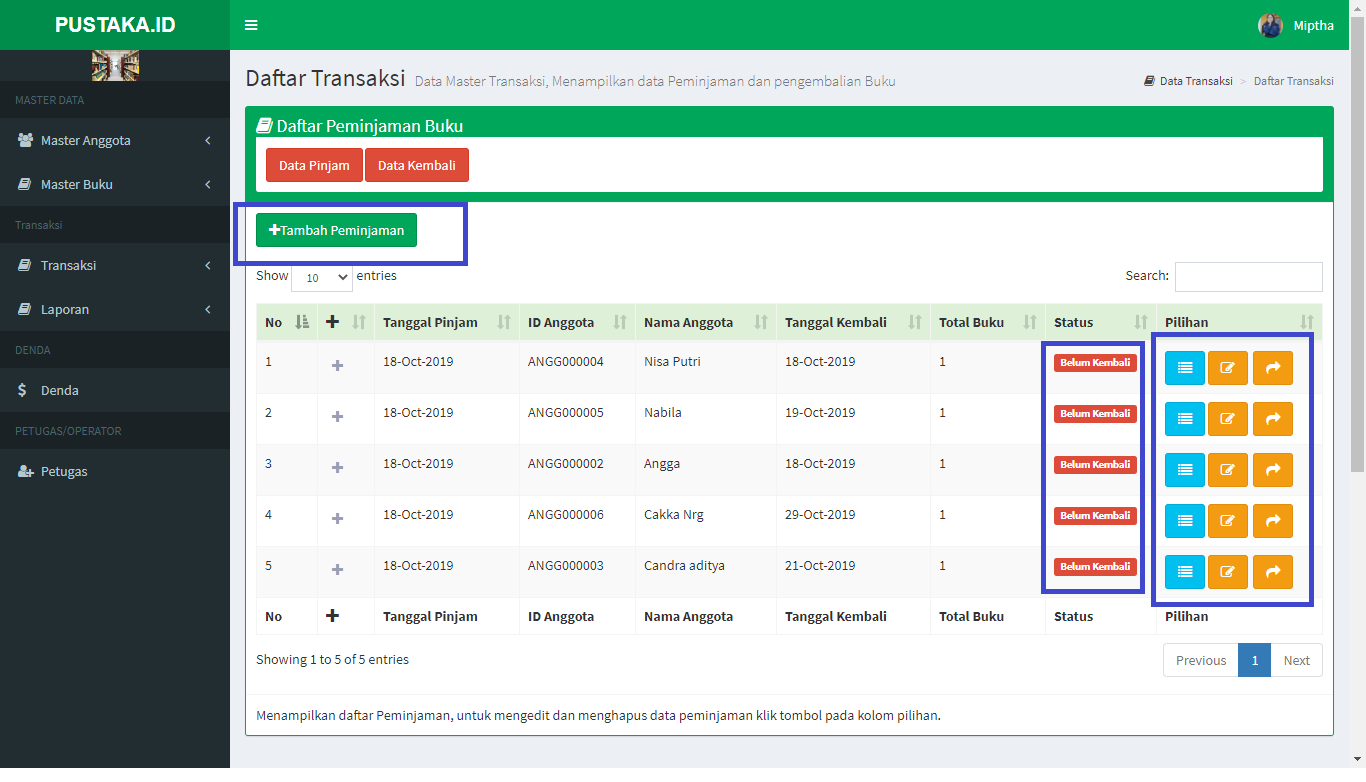 PUSTAKA.ID
Miptha
MASTER DATA
Master Anggota
Master Buku
Transaksi
Transaksi
Laporan
DENDA
Denda
PETUGAS/OPERATOR
Petugas
Daftar Transaksi Data Master Transaksi, Menampilkan data Peminjaman dan pengembalian Buku
Data Transaksi > Daftar Transaksi
Daftar Peminjaman Buku
Data Pinjam Data Kembali
+Tambah Peminjaman
Show 10 entries Search:
No + Tanggal Pinjam ID Anggota Nama Anggota Tanggal Kembali Total Buku Status Pilihan
1 + 18-Oct-2019 ANGG000004 Nisa Putri 18-Oct-2019 1 Belum Kembali
2 + 18-Oct-2019 ANGG000005 Nabila 19-Oct-2019 1 Belum Kembali
3 + 18-Oct-2019 ANGG000002 Angga 18-Oct-2019 1 Belum Kembali
4 + 18-Oct-2019 ANGG000006 Cakka Nrg 29-Oct-2019 1 Belum Kembali
5 + 18-Oct-2019 ANGG000003 Candra aditya 21-Oct-2019 1 Belum Kembali
No + Tanggal Pinjam ID Anggota Nama Anggota Tanggal Kembali Total Buku Status Pilihan
Showing 1 to 5 of 5 entries Previous 1 Next
Menampilkan daftar Peminjaman, untuk mengedit dan menghapus data peminjaman klik tombol pada kolom pilihan.